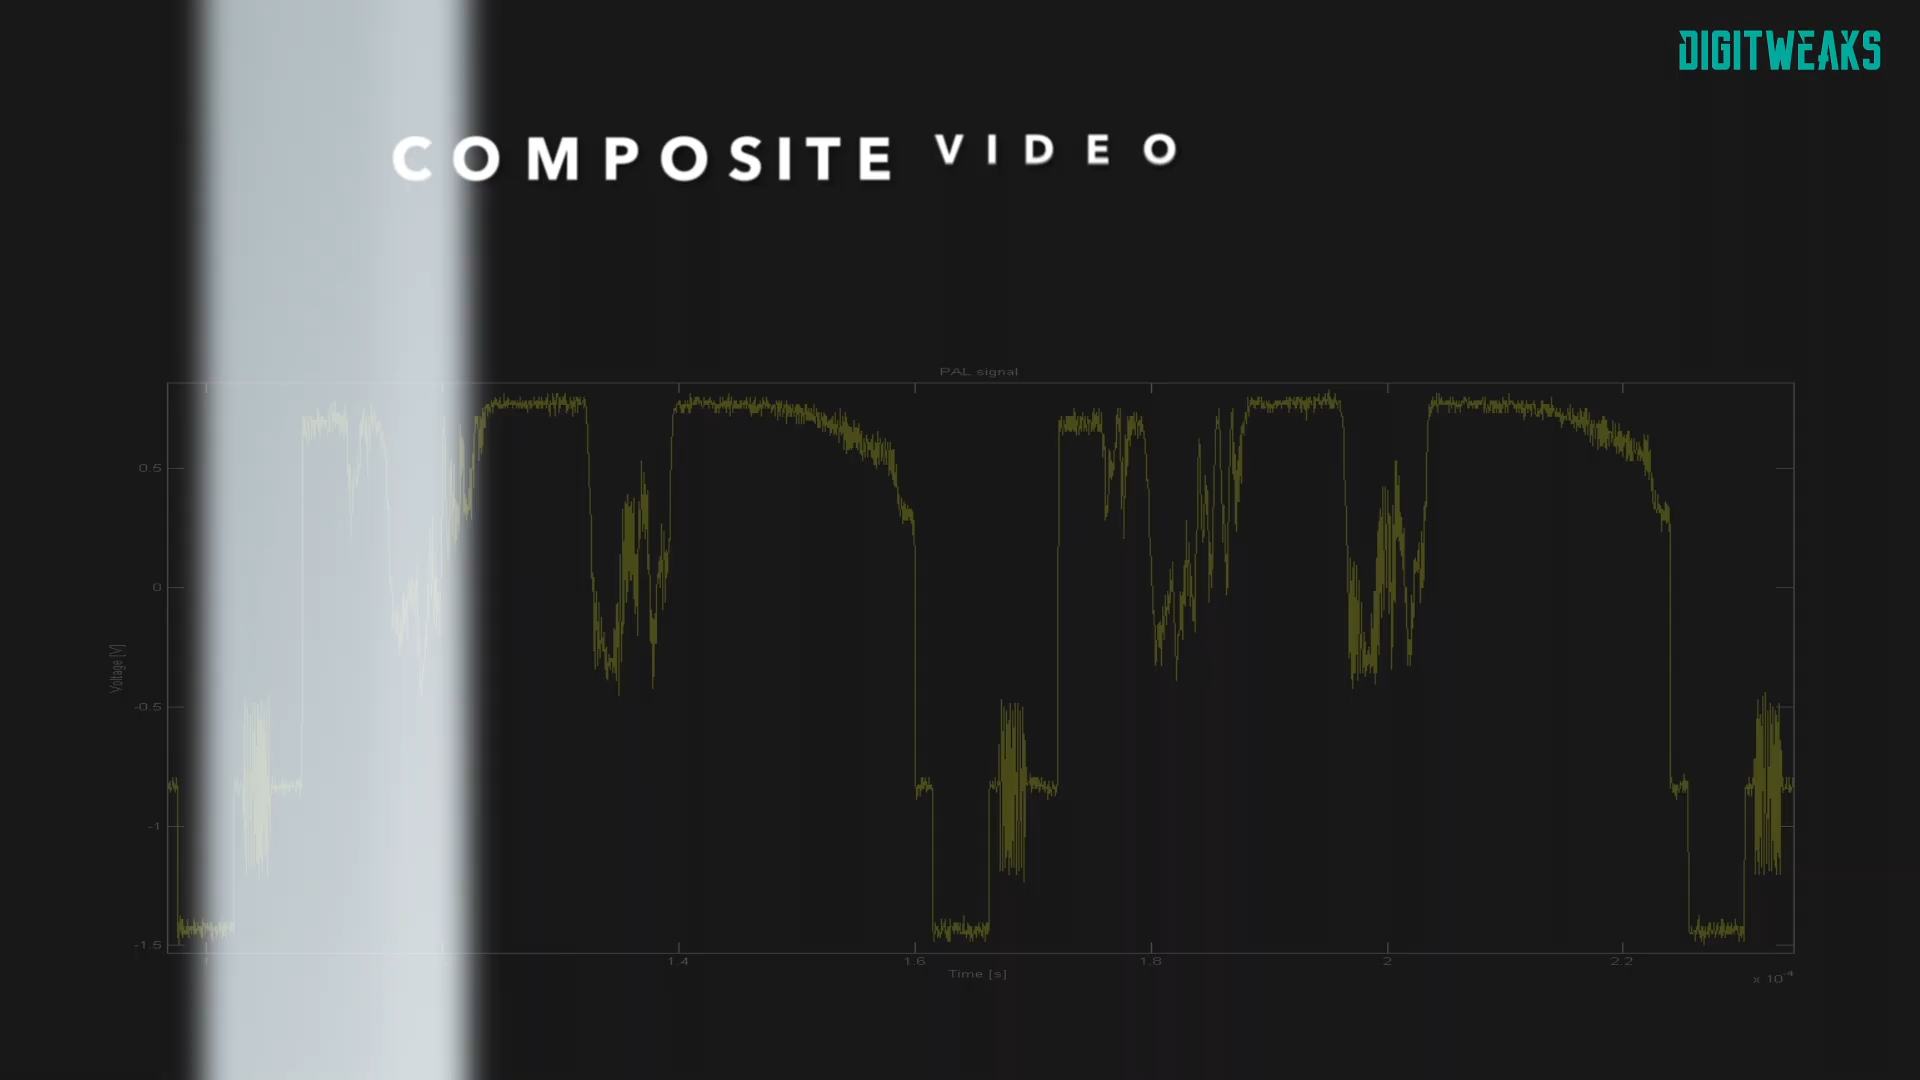 DIGITWEAKS
COMPOSITE VIDEO
PAL signal
0.5
0
-0.5
-1
-1.5
Voltage [V]
1.4
1.6
1.8
2
2.2
Time [s]
x 10-4